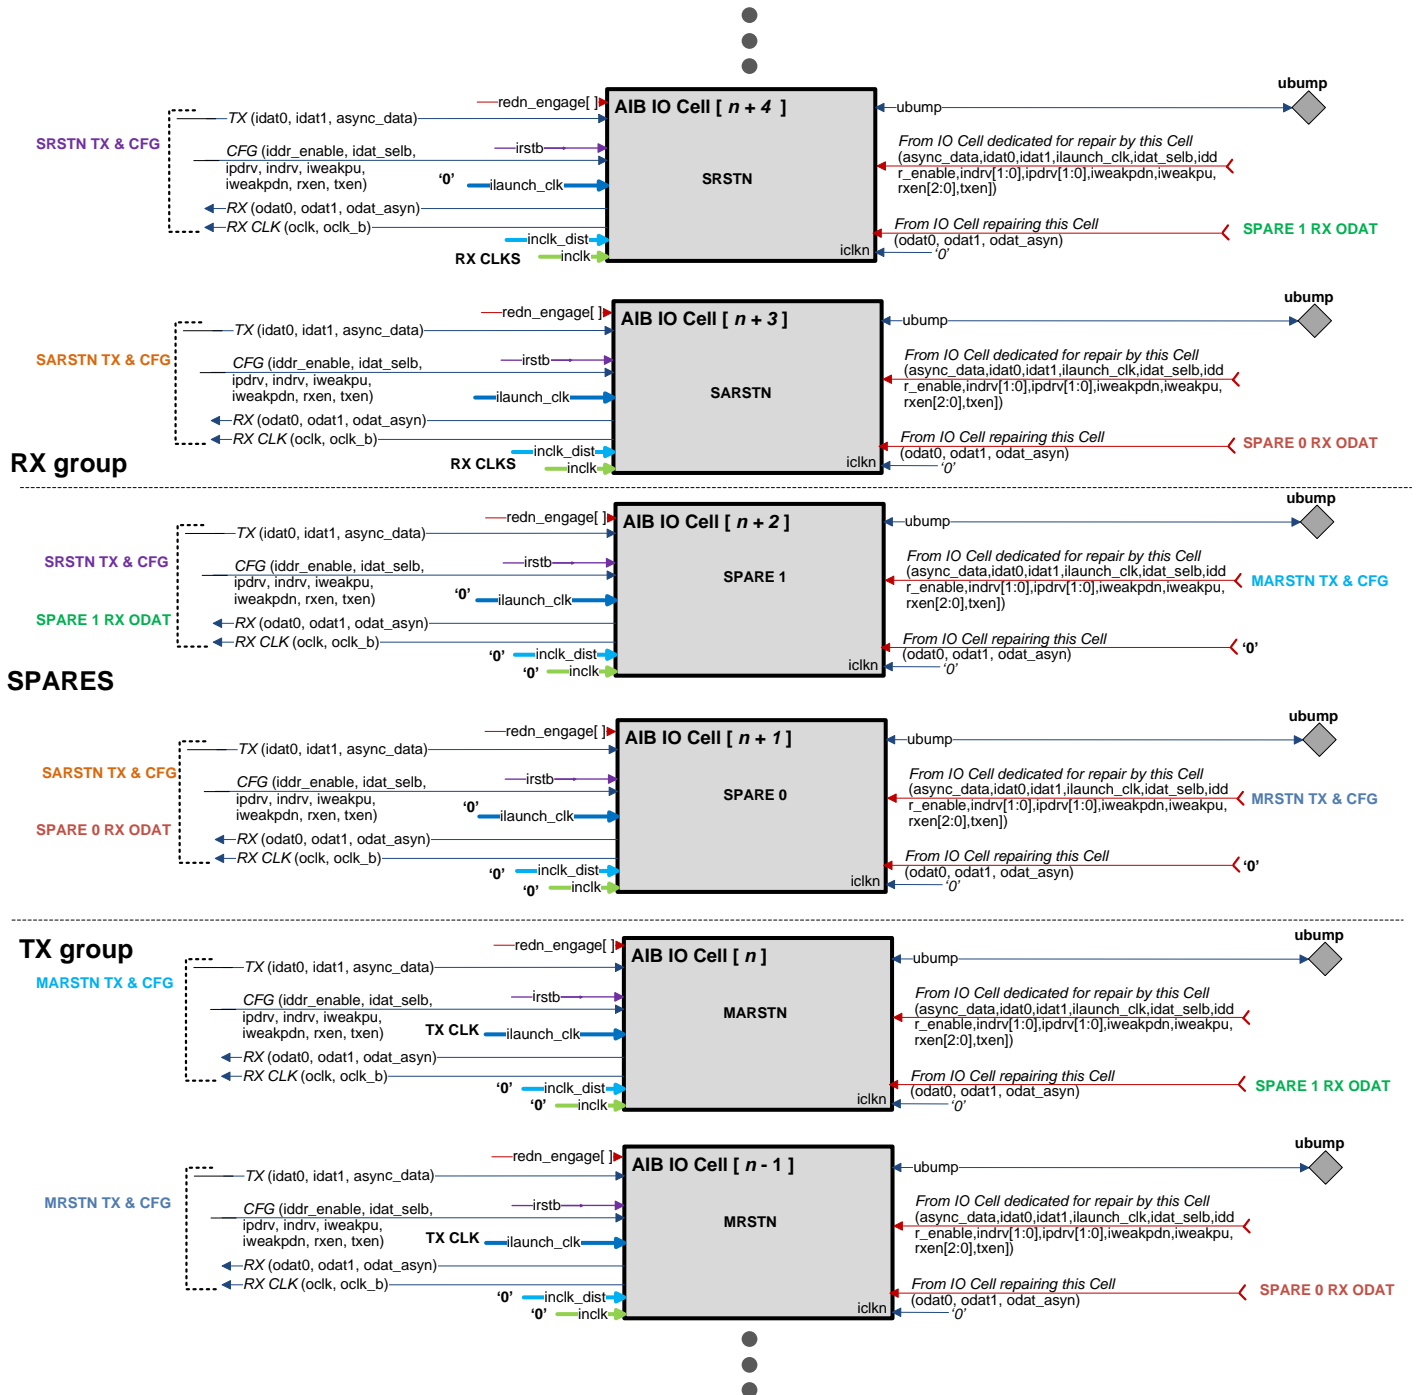 redn_engage[ ]
AIB IO Cell [ n + 4 ]
ubump
ubump
TX (idat0, idat1, async_data)
SRSTN TX & CFG
CFG (iddr_enable, idat_selb,
ipdrv, indrv, iweakpu,
iweakpdn, rxen, txen)
irstb
'0'
ilaunch_clk
SRSTN
From IO Cell dedicated for repair by this Cell
(async_data,idat0,idat1,ilaunch_clk,idat_selb,idd
r_enable,indrv[1:0],ipdrv[1:0],iweakpdn,iweakpu,
rxen[2:0],txen])
RX (odat0, odat1, odat_asyn)
RX CLK (oclk, oclk_b)
inclk_dist
RX CLKS
inclk
From IO Cell repairing this Cell
(odat0, odat1, odat_asyn)
SPARE 1 RX ODAT
iclkn
'0'
redn_engage[ ]
AIB IO Cell [ n + 3 ]
ubump
ubump
TX (idat0, idat1, async_data)
SARSTN TX & CFG
CFG (iddr_enable, idat_selb,
ipdrv, indrv, iweakpu,
iweakpdn, rxen, txen)
irstb
ilaunch_clk
SARSTN
From IO Cell dedicated for repair by this Cell
(async_data,idat0,idat1,ilaunch_clk,idat_selb,idd
r_enable,indrv[1:0],ipdrv[1:0],iweakpdn,iweakpu,
rxen[2:0],txen])
RX (odat0, odat1, odat_asyn)
RX CLK (oclk, oclk_b)
inclk_dist
RX CLKS
inclk
From IO Cell repairing this Cell
(odat0, odat1, odat_asyn)
SPARE 0 RX ODAT
iclkn
'0'
RX group
redn_engage[ ]
AIB IO Cell [ n + 2 ]
ubump
ubump
TX (idat0, idat1, async_data)
SRSTN TX & CFG
CFG (iddr_enable, idat_selb,
ipdrv, indrv, iweakpu,
iweakpdn, rxen, txen)
irstb
'0'
ilaunch_clk
SPARE 1
From IO Cell dedicated for repair by this Cell
(async_data,idat0,idat1,ilaunch_clk,idat_selb,idd
r_enable,indrv[1:0],ipdrv[1:0],iweakpdn,iweakpu,
rxen[2:0],txen])
MARSTN TX & CFG
SPARE 1 RX ODAT
RX (odat0, odat1, odat_asyn)
RX CLK (oclk, oclk_b)
'0'
inclk_dist
'0'
inclk
From IO Cell repairing this Cell
(odat0, odat1, odat_asyn)
'0'
iclkn
'0'
SPARES
redn_engage[ ]
AIB IO Cell [ n + 1 ]
ubump
ubump
TX (idat0, idat1, async_data)
SARSTN TX & CFG
CFG (iddr_enable, idat_selb,
ipdrv, indrv, iweakpu,
iweakpdn, rxen, txen)
irstb
'0'
ilaunch_clk
SPARE 0
From IO Cell dedicated for repair by this Cell
(async_data,idat0,idat1,ilaunch_clk,idat_selb,idd
r_enable,indrv[1:0],ipdrv[1:0],iweakpdn,iweakpu,
rxen[2:0],txen])
MRSTN TX & CFG
SPARE 0 RX ODAT
RX (odat0, odat1, odat_asyn)
RX CLK (oclk, oclk_b)
'0'
inclk_dist
'0'
inclk
From IO Cell repairing this Cell
(odat0, odat1, odat_asyn)
'0'
iclkn
'0'
TX group
redn_engage[ ]
AIB IO Cell [ n ]
ubump
ubump
TX (idat0, idat1, async_data)
MARSTN TX & CFG
CFG (iddr_enable, idat_selb,
ipdrv, indrv, iweakpu,
iweakpdn, rxen, txen)
irstb
TX CLK
ilaunch_clk
MARSTN
From IO Cell dedicated for repair by this Cell
(async_data,idat0,idat1,ilaunch_clk,idat_selb,idd
r_enable,indrv[1:0],ipdrv[1:0],iweakpdn,iweakpu,
rxen[2:0],txen])
RX (odat0, odat1, odat_asyn)
RX CLK (oclk, oclk_b)
'0'
inclk_dist
'0'
inclk
From IO Cell repairing this Cell
(odat0, odat1, odat_asyn)
SPARE 1 RX ODAT
iclkn
'0'
redn_engage[ ]
AIB IO Cell [ n - 1 ]
ubump
ubump
TX (idat0, idat1, async_data)
MRSTN TX & CFG
CFG (iddr_enable, idat_selb,
ipdrv, indrv, iweakpu,
iweakpdn, rxen, txen)
irstb
TX CLK
ilaunch_clk
MRSTN
From IO Cell dedicated for repair by this Cell
(async_data,idat0,idat1,ilaunch_clk,idat_selb,idd
r_enable,indrv[1:0],ipdrv[1:0],iweakpdn,iweakpu,
rxen[2:0],txen])
RX (odat0, odat1, odat_asyn)
RX CLK (oclk, oclk_b)
'0'
inclk_dist
'0'
inclk
From IO Cell repairing this Cell
(odat0, odat1, odat_asyn)
SPARE 0 RX ODAT
iclkn
'0'